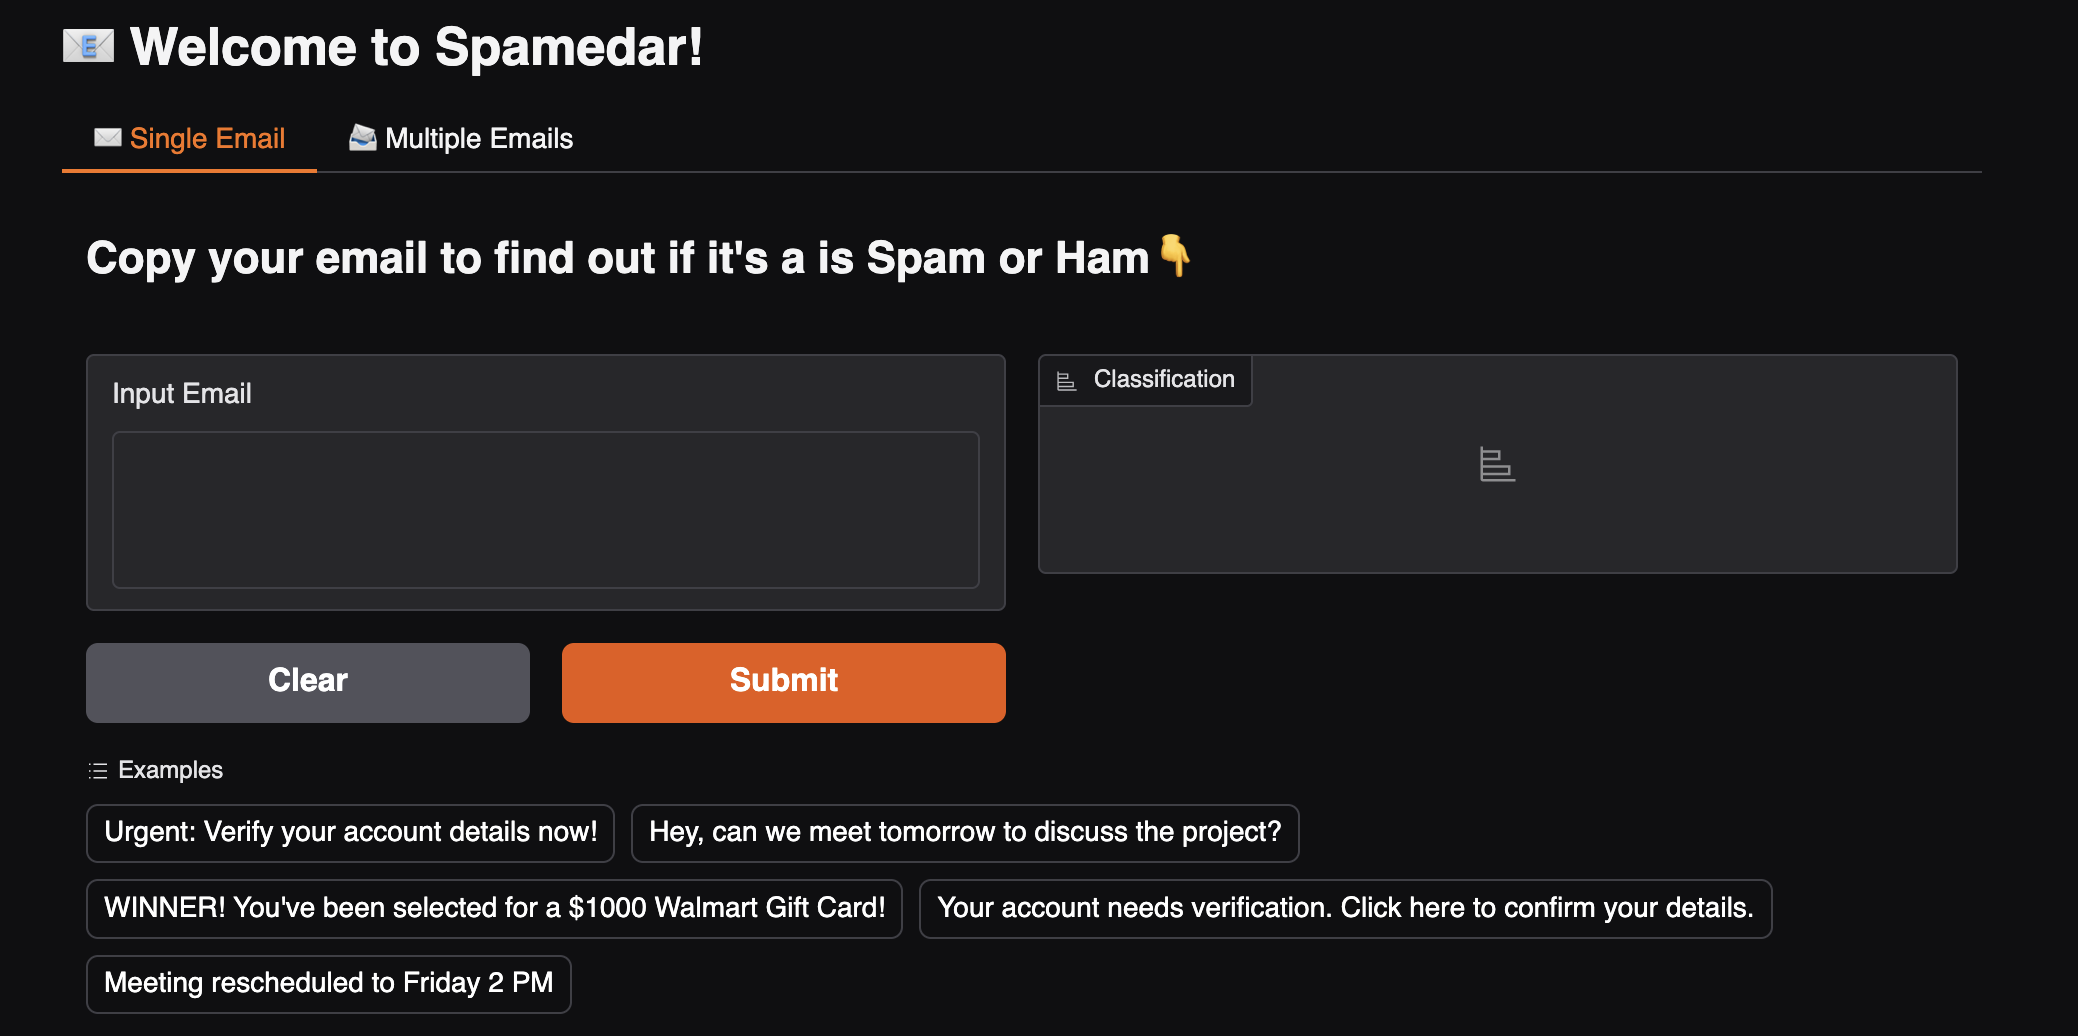 Welcome to Spamedar!
Single Email
Multiple Emails
Copy your email to find out if it's a is Spam or Ham
Input Email
Classification
Clear
Submit
Examples
Urgent: Verify your account details now!
Hey, can we meet tomorrow to discuss the project?
WINNER! You've been selected for a $1000 Walmart Gift Card!
Your account needs verification. Click here to confirm your details.
Meeting rescheduled to Friday 2 PM